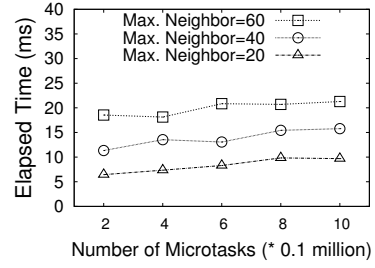 Max. Neighbor=60
Max. Neighbor=40
Max. Neighbor=20
Elapsed Time (ms)
40
35
30
25
20
15
10
5
0
2 4 6 8 10
Number of Microtasks (* 0.1 million)